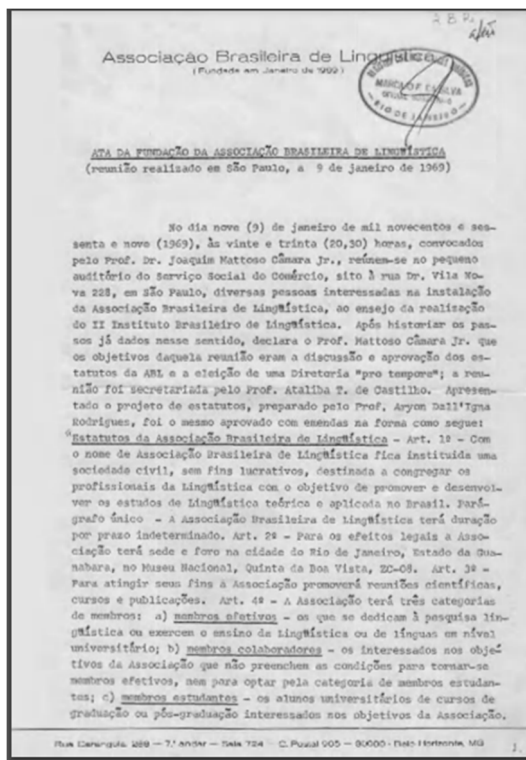 Associação Brasileira de Lingüística
(Fundada em Janeiro de 1969)
RIO DE JANEIRO
ATA DA FUNDAÇÃO DA ASSOCIAÇÃO BRASILEIRA DE LINGÜÍSTICA
(reunião realizado em São Paulo, a 9 de janeiro de 1969)
No dia nove (9) de janeiro de mil novecentos e ses-
senta e nove (1969), às vinte e trinta (20,30) horas, convocados
pelo Prof. Dr. Joaquim Mattoso Câmara Jr., reúnem-se no pequeno
auditório do Serviço Social do Comércio, sito à rua Dr. Vila No-
va 228, em São Paulo, diversas pessoas interessadas na instalação
da Associação Brasileira de Lingüística, ao ensejo da realização
do II Instituto Brasileiro de Lingüística. Após historiar os pas-
sos já dados nesse sentido, declara o Prof. Mattoso Câmara Jr. que
os objetivos daquela reunião eram a discussão e aprovação dos es-
tatutos da ABL e a eleição de uma Diretoria "pro tempore"; a reu-
nião foi secretariada pelo Prof. Ataliba T. de Castilho. Apresen-
tado o projeto de estatutos, preparado pelo Prof. Aryon Dall'Igna
Rodrigues, foi o mesmo aprovado com emendas na forma como segue:
"Estatutos da Associação Brasileira de Lingüística - Art. 1º - Com
o nome de Associação Brasileira de Lingüística fica instituída uma
sociedade civil, sem fins lucrativos, destinada a congregar os
profissionais da Lingüística com o objetivo de promover e desenvol-
ver os estudos de Lingüística teórica e aplicada no Brasil. Pará-
grafo único - A Associação Brasileira de Lingüística terá duração
por prazo indeterminado. Art. 2º - Para os efeitos legais a Asso-
ciação terá sede e foro na cidade do Rio de Janeiro, Estado da Gua-
nabara, no Museu Nacional, Quinta da Boa Vista, ZC-08. Art. 3º -
Para atingir seus fins a Associação promoverá reuniões científicas,
cursos e publicações. Art. 4º - A Associação terá três categorias
de membros: a) membros efetivos - os que se dedicam à pesquisa lin-
güística ou exercem o ensino da Lingüística ou de línguas em nível
universitário; b) membros colaboradores - os interessados nos obje-
tivos da Associação que não preenchem as condições para tornar-se
membros efetivos, nem para optar pela categoria de membros estudan-
tes; c) membros estudantes - os alunos universitários de cursos de
graduação ou pós-graduação interessados nos objetivos da Associação.
Rua Carangola, 288 - 7.º andar - Sala 724 - C. Postal 905 - 30000 - Belo Horizonte, MG
1.